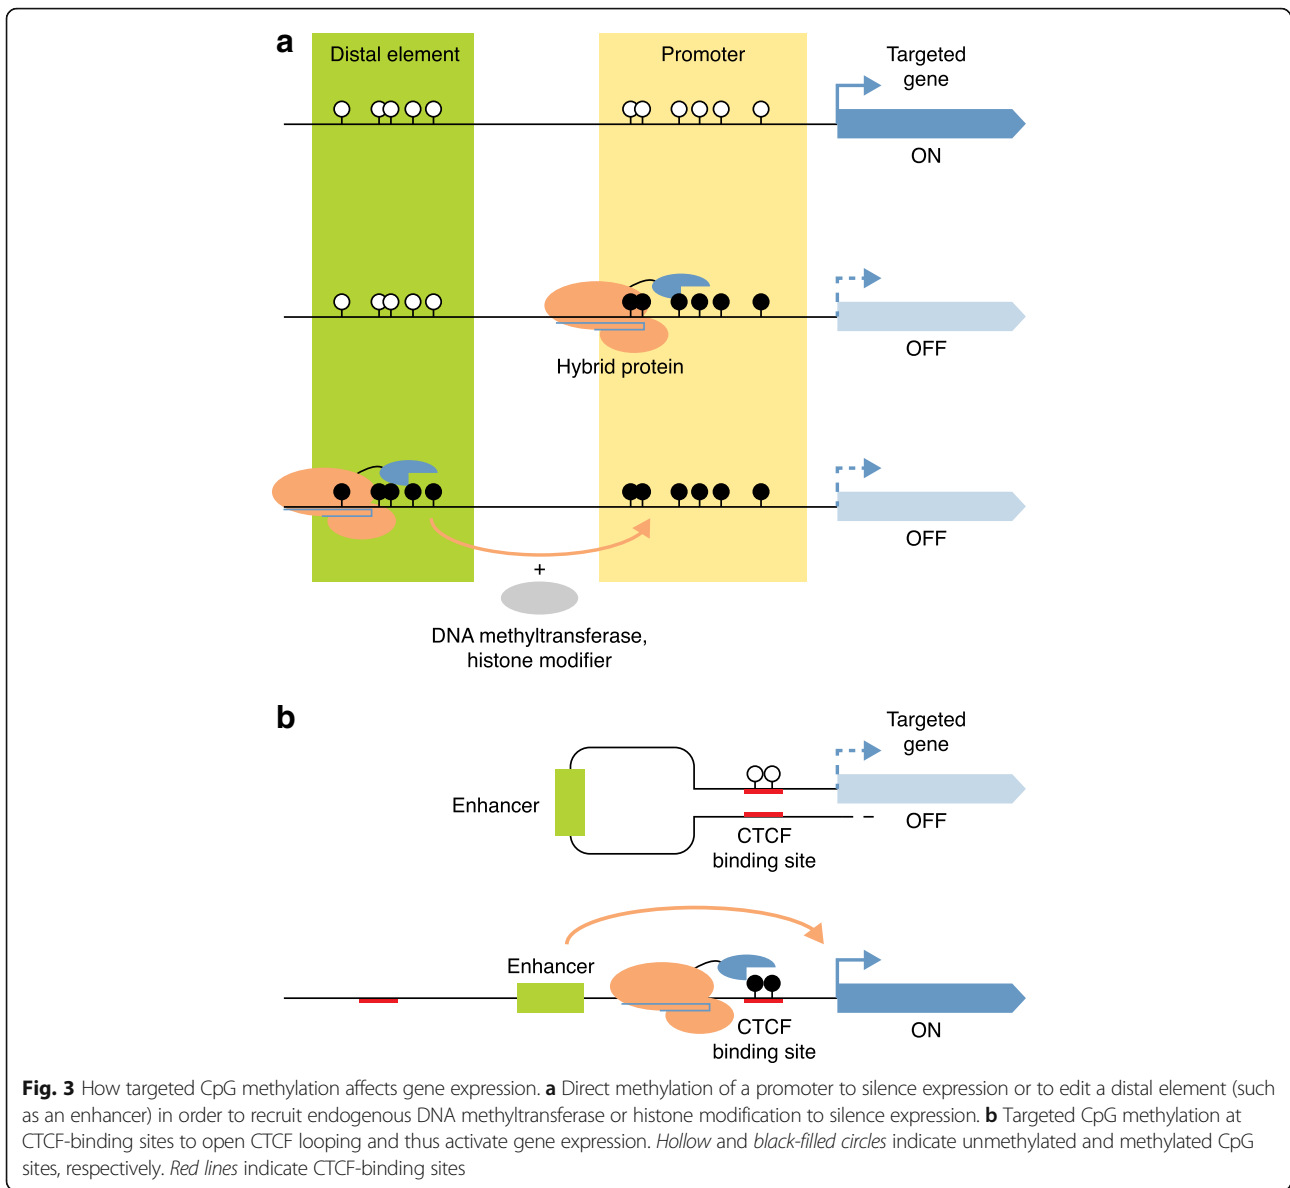 a
Distal element
Promoter
Targeted
gene
ON
Hybrid protein
OFF
OFF
+
DNA methyltransferase,
histone modifier
b
Targeted
gene
Enhancer
OFF
CTCF
binding site
Enhancer
CTCF
binding site
ON
Fig. 3 How targeted CpG methylation affects gene expression. a Direct methylation of a promoter to silence expression or to edit a distal element (such
as an enhancer) in order to recruit endogenous DNA methyltransferase or histone modification to silence expression. b Targeted CpG methylation at
CTCF-binding sites to open CTCF looping and thus activate gene expression. Hollow and black-filled circles indicate unmethylated and methylated CpG
sites, respectively. Red lines indicate CTCF-binding sites